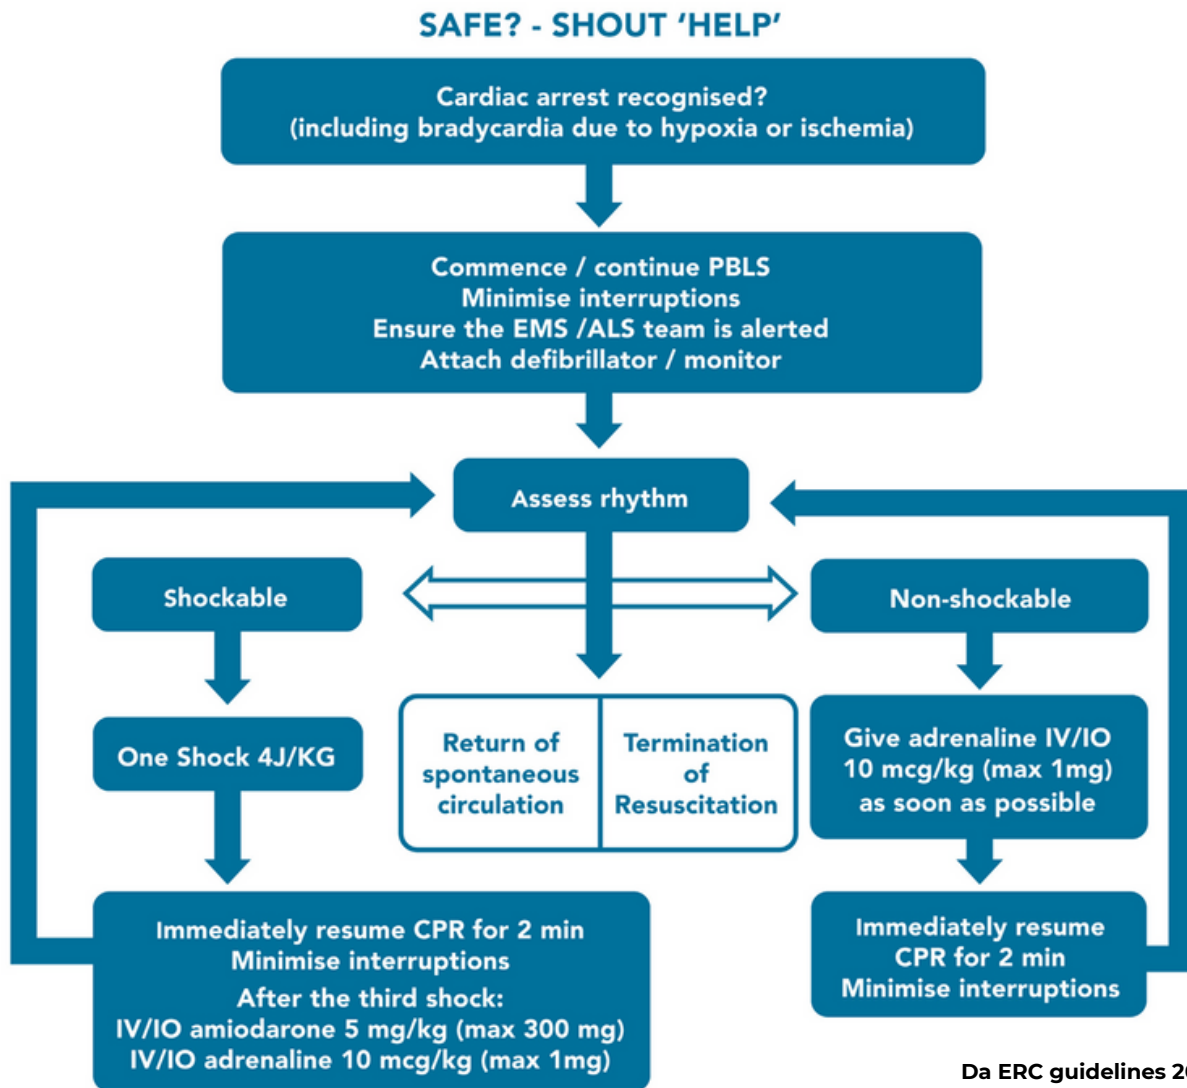 SAFE? - SHOUT ‘HELP’
Cardiac arrest recognised?
(including bradycardia due to hypoxia or ischemia)
Commence / continue PBLS
Minimise interruptions
Ensure the EMS /ALS team is alerted
Attach defibrillator / monitor
Assess rhythm
Shockable
Non-shockable
One Shock 4J/KG
Return of
spontaneous
circulation
Termination
of
Resuscitation
Give adrenaline IV/IO
10 mcg/kg (max 1mg)
as soon as possible
Immediately resume CPR for 2 min
Minimise interruptions
After the third shock:
IV/IO amiodarone 5 mg/kg (max 300 mg)
IV/IO adrenaline 10 mcg/kg (max 1mg)
Immediately resume
CPR for 2 min
Minimise interruptions
Da ERC guidelines